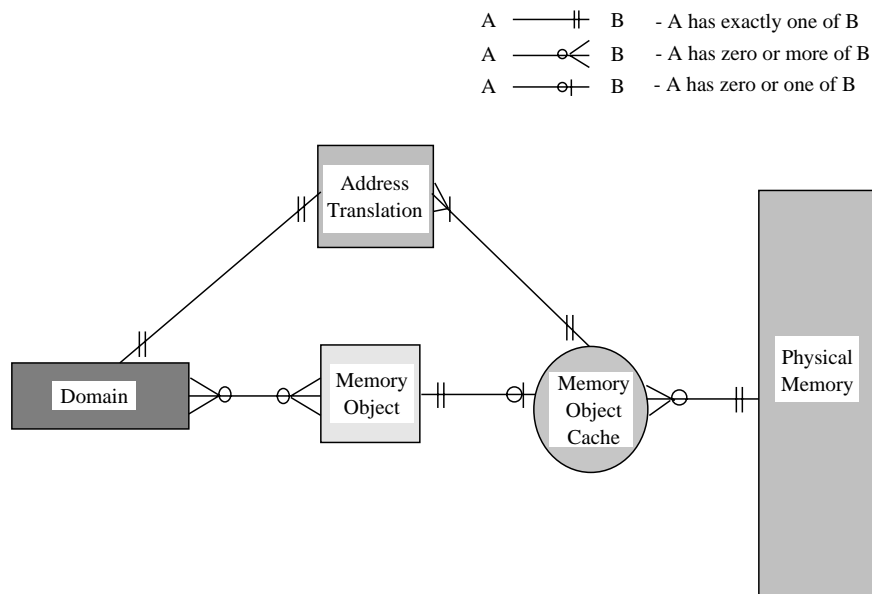 A B - A has exactly one of B
A B - A has zero or more of B
A B - A has zero or one of B
Address
Translation
Domain
Memory
Object
Memory
Object
Cache
Physical
Memory